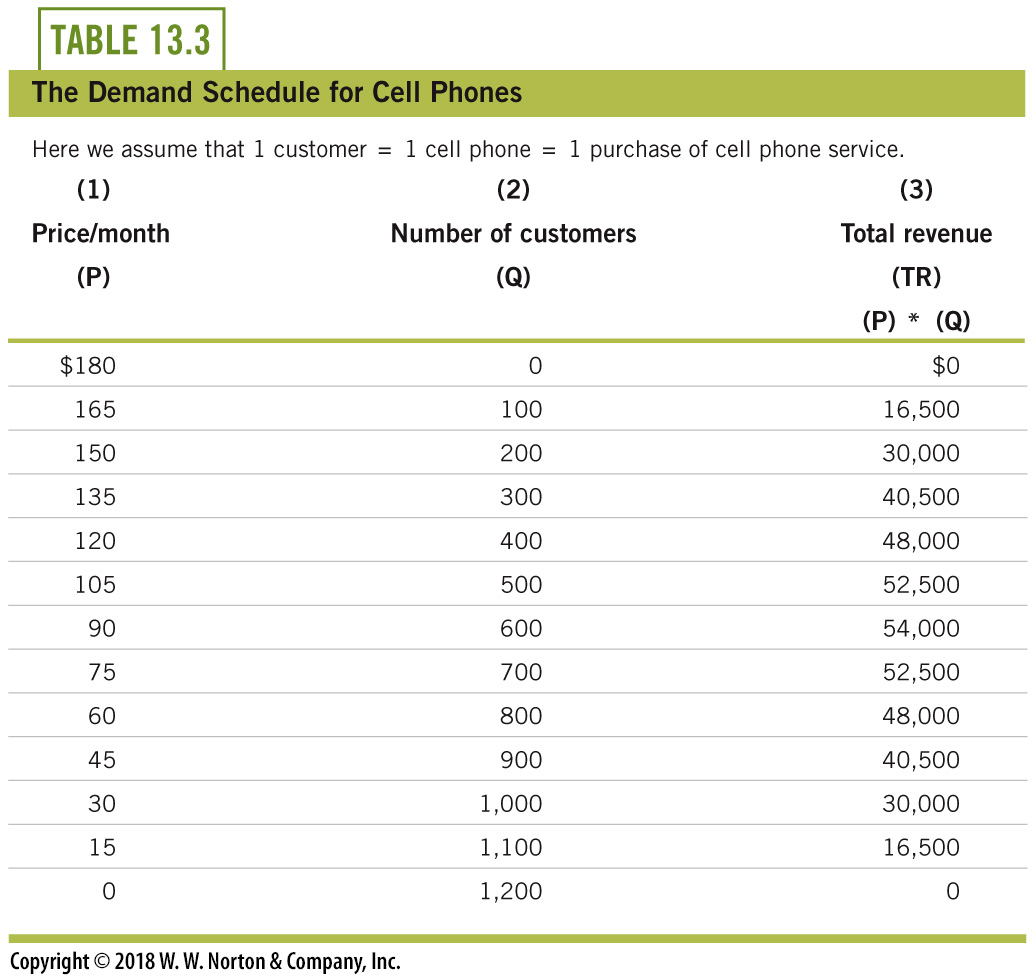 TABLE 13.3
The Demand Schedule for Cell Phones
Here we assume that 1 customer = 1 cell phone = 1 purchase of cell phone service.
(1) (2) (3)
Price/month Number of customers Total revenue
(P) (Q) (TR)
(P) * (Q)
$180 0 $0
165 100 16,500
150 200 30,000
135 300 40,500
120 400 48,000
105 500 52,500
90 600 54,000
75 700 52,500
60 800 48,000
45 900 40,500
30 1,000 30,000
15 1,100 16,500
0 1,200 0
Copyright © 2018 W. W. Norton & Company, Inc.